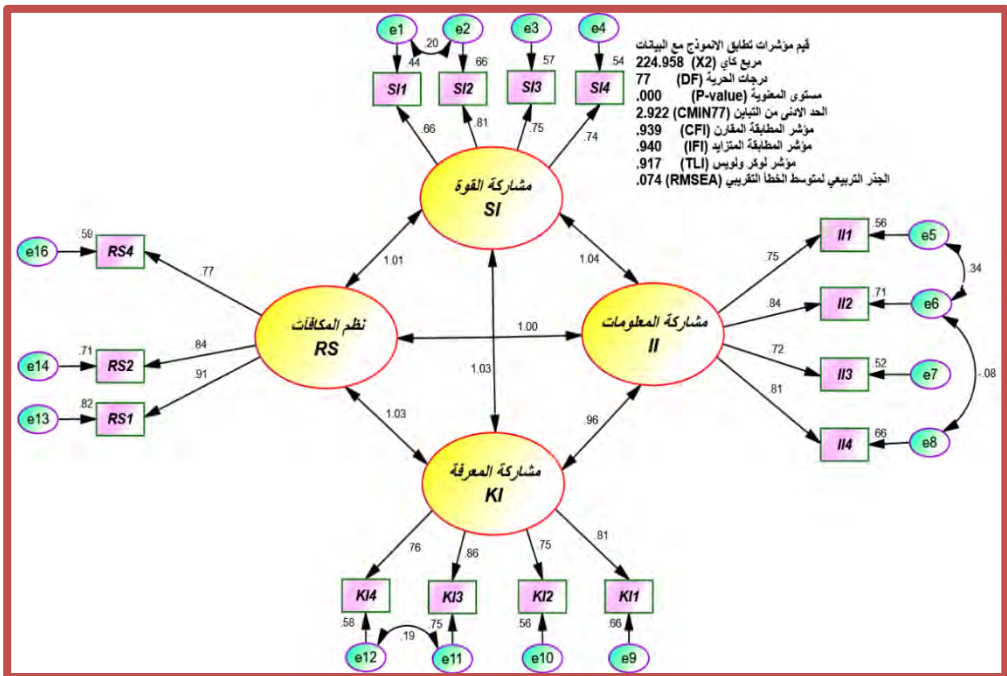 e1
e2
e3
e4
.20
.44
.66
.57
.54
SI1
SI2
SI3
SI4
.66
.81
.75
.74
قيم مؤشرات تطابق الانموذج مع البيانات
مربع كاي (X2) 224.958
درجات الحرية (DF) 77
مستوى المعنوية (P-value) .000
الحد الادنى من التباين (CMIN77) 2.922
مؤشر المطابقة المقارن (CFI) .939
مؤشر المطابقة المتزايد (IFI) .940
مؤشر لوكر ولويس (TLI) .917
الجذر التربيعي لمتوسط الخطأ التقريبي (RMSEA) .074
مشاركة القوة
SI
1.01
1.04
e16
.59
RS4
.77
e14
.71
RS2
.84
e13
.82
RS1
.91
نظم المكافآت
RS
1.00
1.03
مشاركة المعلومات
II
.75
II1
.56
e5
.34
.84
II2
.71
e6
.72
II3
.52
e7
-.08
.81
II4
.66
e8
1.03
.96
مشاركة المعرفة
KI
.76
.86
.75
.81
KI4
KI3
KI2
KI1
.58
.75
.56
.66
.19
e12
e11
e10
e9